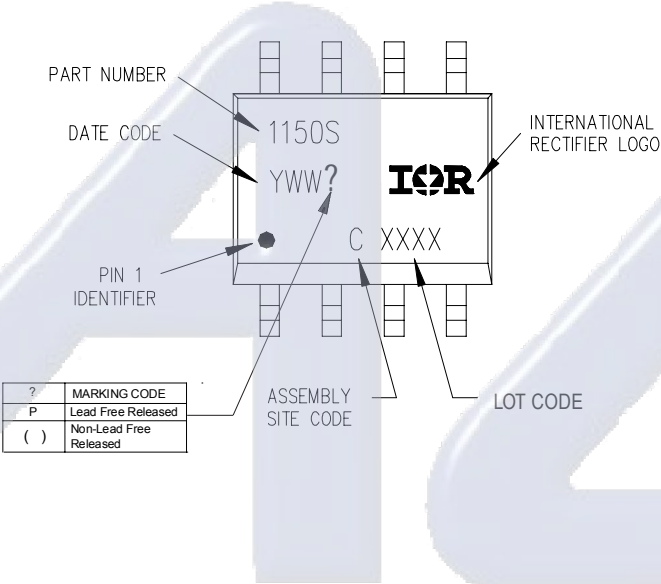 PART NUMBER
1150S
DATE CODE
YWW?
IOR
INTERNATIONAL
RECTIFIER LOGO
C XXXX
PIN 1
IDENTIFIER
? MARKING CODE
P Lead Free Released
( ) Non-Lead Free
Released
ASSEMBLY
SITE CODE
LOT CODE